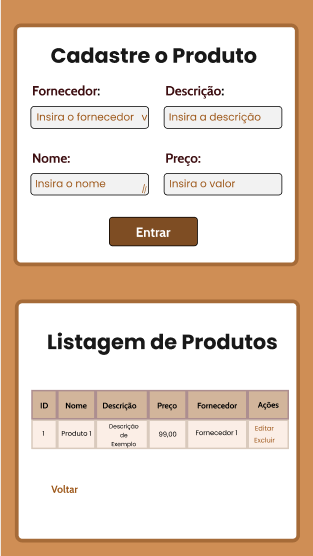 Cadastre o Produto
Fornecedor: Descrição:
Insira o fornecedor v Insira a descrição
Nome: Preço:
Insira o nome Insira o valor
Entrar
Listagem de Produtos
ID Nome Descrição Preço Fornecedor Ações
1 Produto 1 Descrição de Exemplo 99,00 Fornecedor 1 Editar Excluir
Voltar